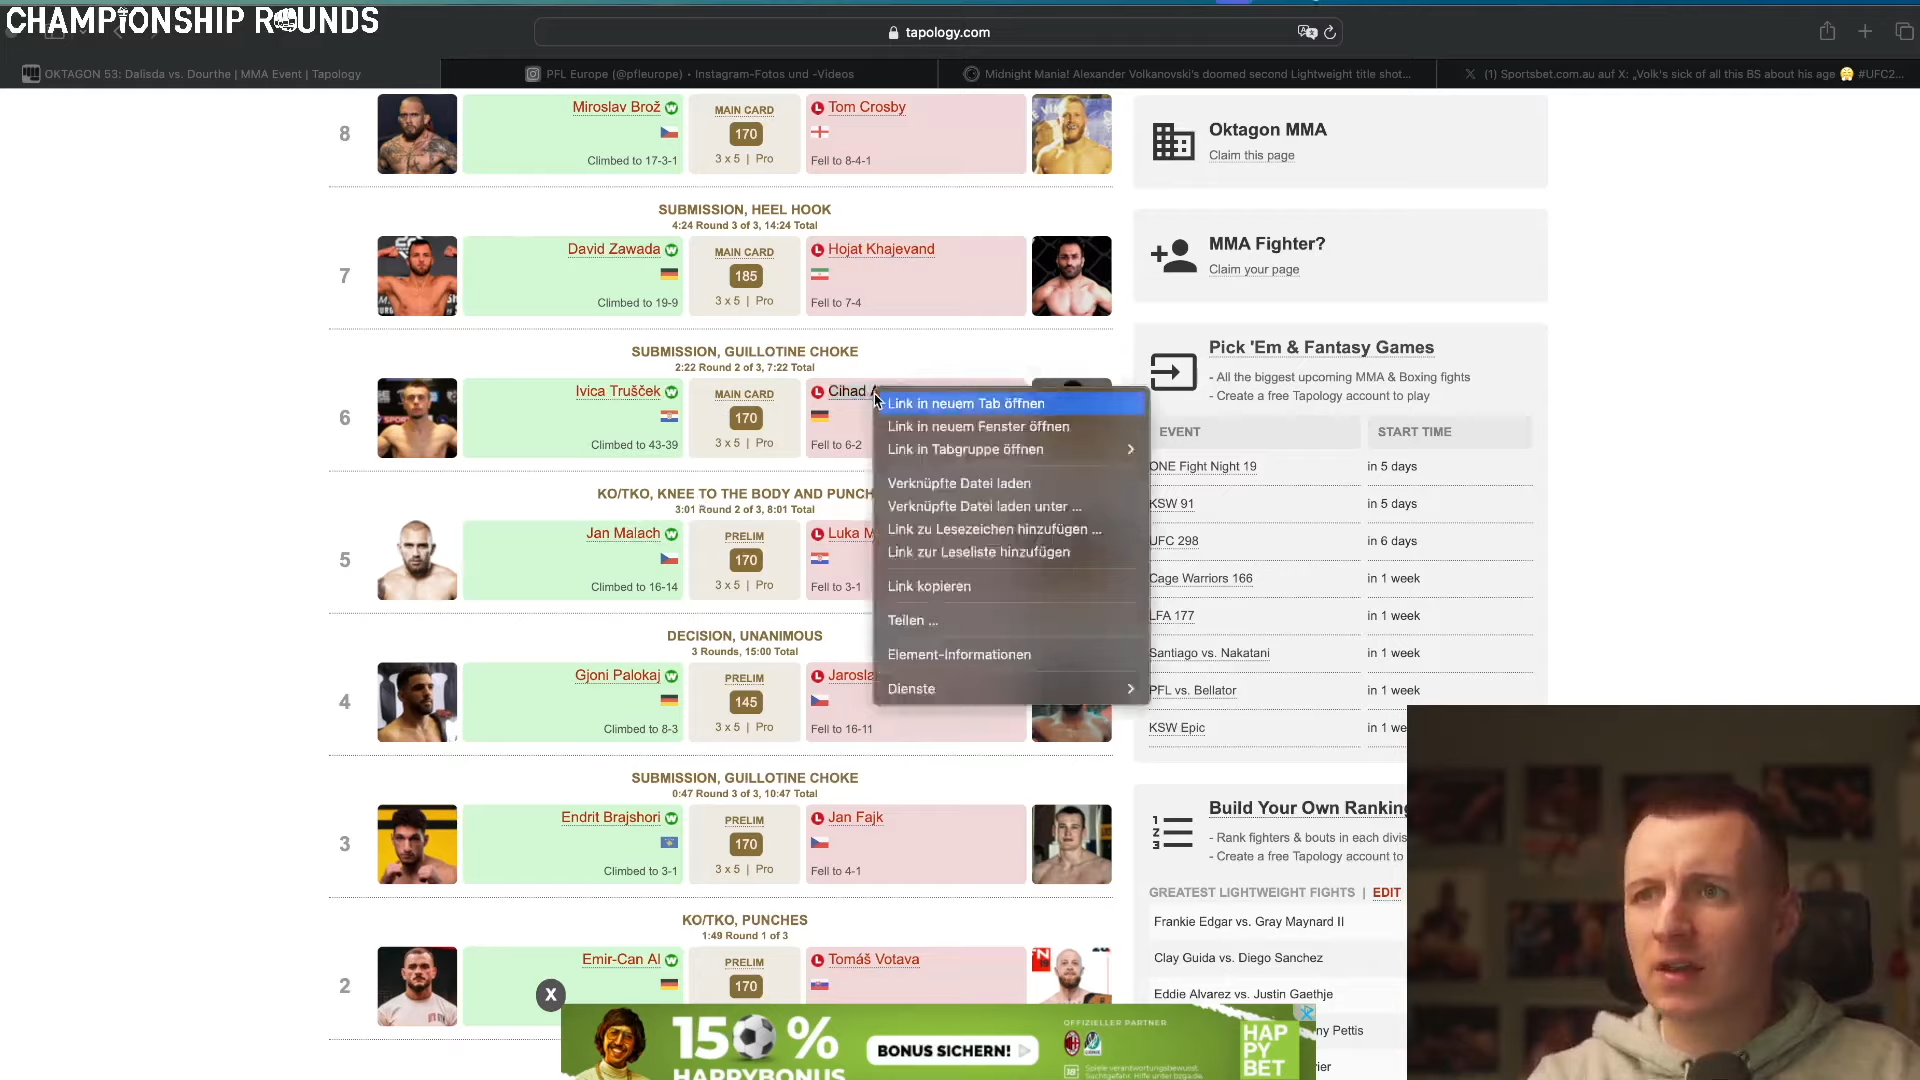 CHAMPIONSHIP ROUNDS
tapology.com
OKTAGON 53: Dalisda vs. Dourthe | MMA Event | Tapology
PFL Europe (@pfleurope) • Instagram-Fotos und -Videos
Midnight Mania! Alexander Volkanovski's doomed second Lightweight title shot...
(1) Sportsbet.com.au auf X: „Volk's sick of all this BS about his age 😤 #UFC2...
8
Miroslav Brož W
Climbed to 17-3-1
MAIN CARD
170
3 x 5 | Pro
L Tom Crosby
Fell to 8-4-1
SUBMISSION, HEEL HOOK
4:24 Round 3 of 3, 14:24 Total
7
David Zawada W
Climbed to 19-9
MAIN CARD
185
3 x 5 | Pro
L Hojat Khajevand
Fell to 7-4
SUBMISSION, GUILLOTINE CHOKE
2:22 Round 2 of 3, 7:22 Total
6
Ivica Trušček W
Climbed to 43-39
MAIN CARD
170
3 x 5 | Pro
L Cihad A
Fell to 6-2
KO/TKO, KNEE TO THE BODY AND PUNCH
3:01 Round 2 of 3, 8:01 Total
5
Jan Malach W
Climbed to 16-14
PRELIM
170
3 x 5 | Pro
L Luka M
Fell to 3-1
DECISION, UNANIMOUS
3 Rounds, 15:00 Total
4
Gjoni Palokaj W
Climbed to 8-3
PRELIM
145
3 x 5 | Pro
L Jarosla
Fell to 16-11
SUBMISSION, GUILLOTINE CHOKE
0:47 Round 3 of 3, 10:47 Total
3
Endrit Brajshori W
Climbed to 3-1
PRELIM
170
3 x 5 | Pro
L Jan Fajk
Fell to 4-1
KO/TKO, PUNCHES
1:49 Round 1 of 3
2
Emir-Can Al W
PRELIM
170
L Tomáš Votava
Link in neuem Tab öffnen
Link in neuem Fenster öffnen
Link in Tabgruppe öffnen
Verknüpfte Datei laden
Verknüpfte Datei laden unter ...
Link zu Lesezeichen hinzufügen ...
Link zur Leseliste hinzufügen
Link kopieren
Teilen ...
Element-Informationen
Dienste
Oktagon MMA
Claim this page
MMA Fighter?
Claim your page
Pick 'Em & Fantasy Games
- All the biggest upcoming MMA & Boxing fights
- Create a free Tapology account to play
EVENT START TIME
ONE Fight Night 19 in 5 days
KSW 91 in 5 days
UFC 298 in 6 days
Cage Warriors 166 in 1 week
LFA 177 in 1 week
Santiago vs. Nakatani in 1 week
PFL vs. Bellator in 1 week
KSW Epic in 1 we
Build Your Own Ranking
- Rank fighters & bouts in each divis
- Create a free Tapology account to
GREATEST LIGHTWEIGHT FIGHTS | EDIT
Frankie Edgar vs. Gray Maynard II
Clay Guida vs. Diego Sanchez
Eddie Alvarez vs. Justin Gaethje
ny Pettis
ier
X
150 %
HAPPYBONUS
BONUS SICHERN!
OFFIZIELLER PARTNER
HAP
PY
BET